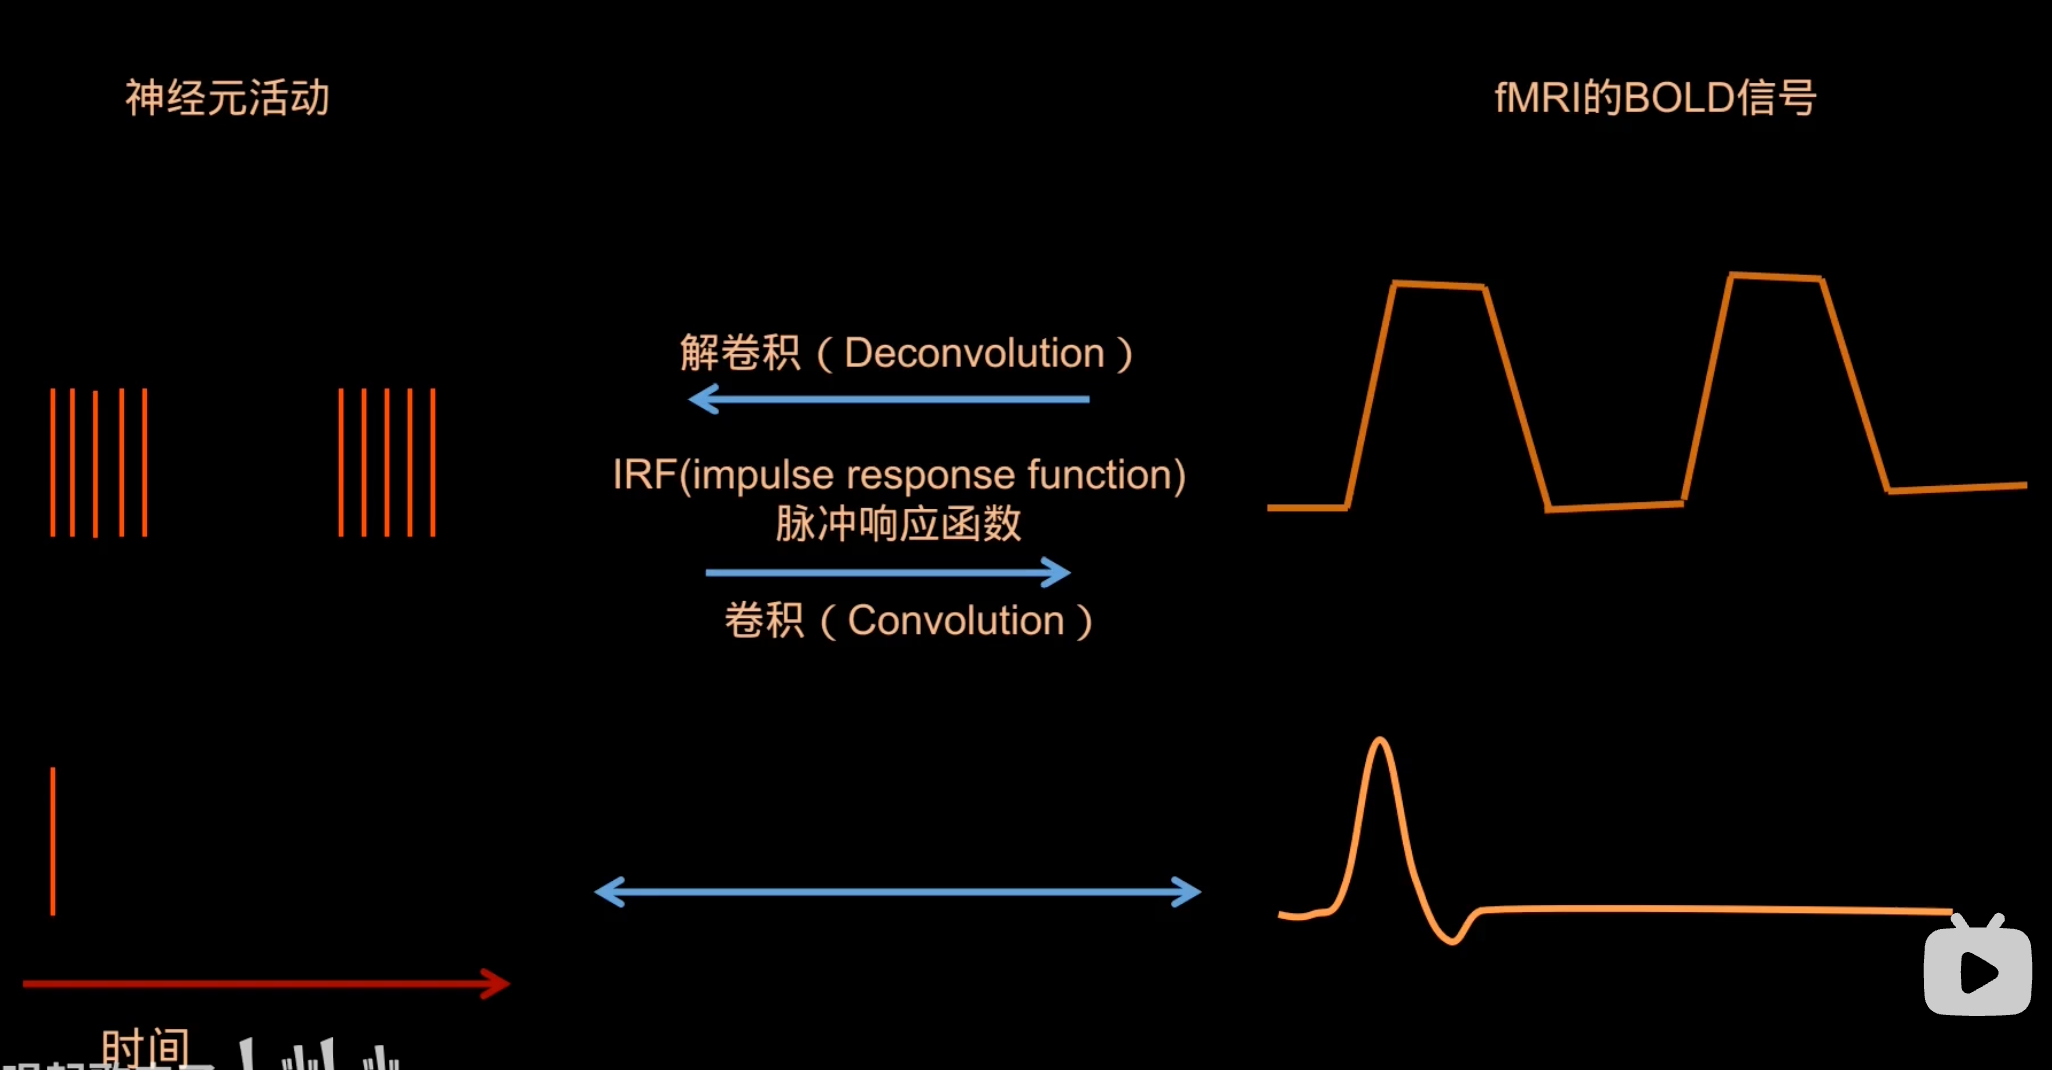 神经元活动
fMRI的BOLD信号
解卷积（Deconvolution）
IRF(impulse response function)
脉冲响应函数
卷积（Convolution）
时间